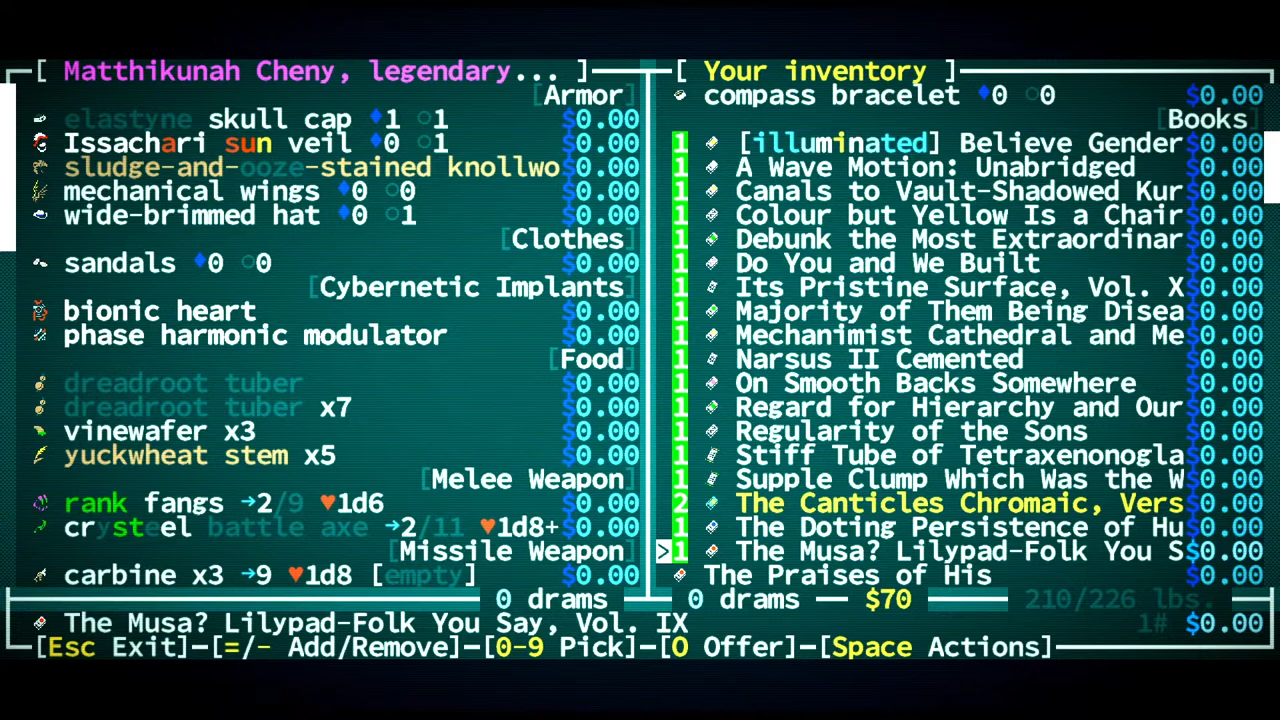 [ Matthikunah Cheny, legendary... ]
[Armor]
elastyne skull cap ♦1 ○1 $0.00
Issachari sun veil ♦0 ○1 $0.00
sludge-and-ooze-stained knollwo$0.00
mechanical wings ♦0 ○0 $0.00
wide-brimmed hat ♦0 ○1 $0.00
[Clothes]
sandals ♦0 ○0 $0.00
[Cybernetic Implants]
bionic heart $0.00
phase harmonic modulator $0.00
[Food]
dreadroot tuber $0.00
dreadroot tuber x7 $0.00
vinewafer x3 $0.00
yuckwheat stem x5 $0.00
[Melee Weapon]
rank fangs →2/9 ♥1d6 $0.00
crysteel battle axe →2/11 ♥1d8+$0.00
[Missile Weapon]
carbine x3 →9 ♥1d8 [empty] $0.00
0 drams
[ Your inventory ]
compass bracelet ♦0 ○0 $0.00
[Books]
1 [illuminated] Believe Gender$0.00
1 A Wave Motion: Unabridged $0.00
1 Canals to Vault-Shadowed Kur$0.00
1 Colour but Yellow Is a Chair$0.00
1 Debunk the Most Extraordinar$0.00
1 Do You and We Built $0.00
1 Its Pristine Surface, Vol. X$0.00
1 Majority of Them Being Disea$0.00
1 Mechanimist Cathedral and Me$0.00
1 Narsus II Cemented $0.00
1 On Smooth Backs Somewhere $0.00
1 Regard for Hierarchy and Our$0.00
1 Regularity of the Sons $0.00
1 Stiff Tube of Tetraxenonogla$0.00
1 Supple Clump Which Was the W$0.00
2 The Canticles Chromaic, Vers$0.00
1 The Doting Persistence of Hu$0.00
>1 The Musa? Lilypad-Folk You S$0.00
The Praises of His $0.00
0 drams — $70 210/226 lbs.
The Musa? Lilypad-Folk You Say, Vol. IX 1# $0.00
[Esc Exit]-[=/- Add/Remove]-[0-9 Pick]-[O Offer]-[Space Actions]